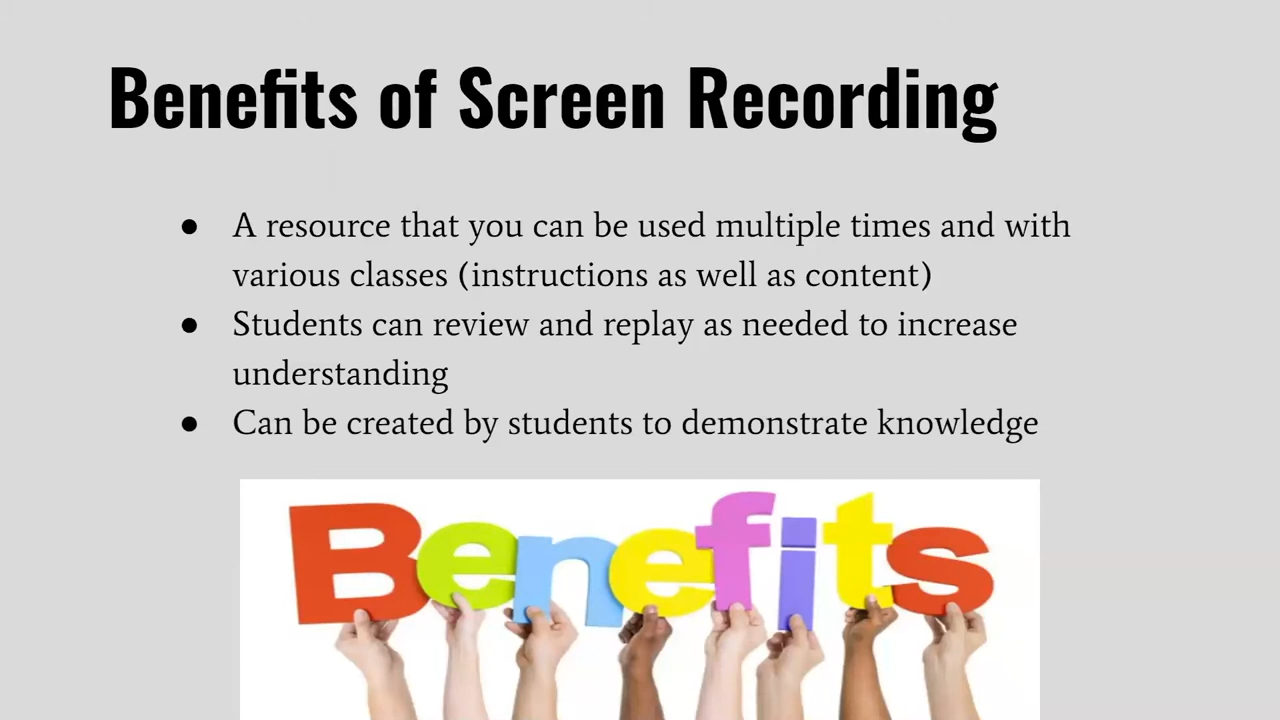 Benefits of Screen Recording
● A resource that you can be used multiple times and with
various classes (instructions as well as content)
● Students can review and replay as needed to increase
understanding
● Can be created by students to demonstrate knowledge
Benefits